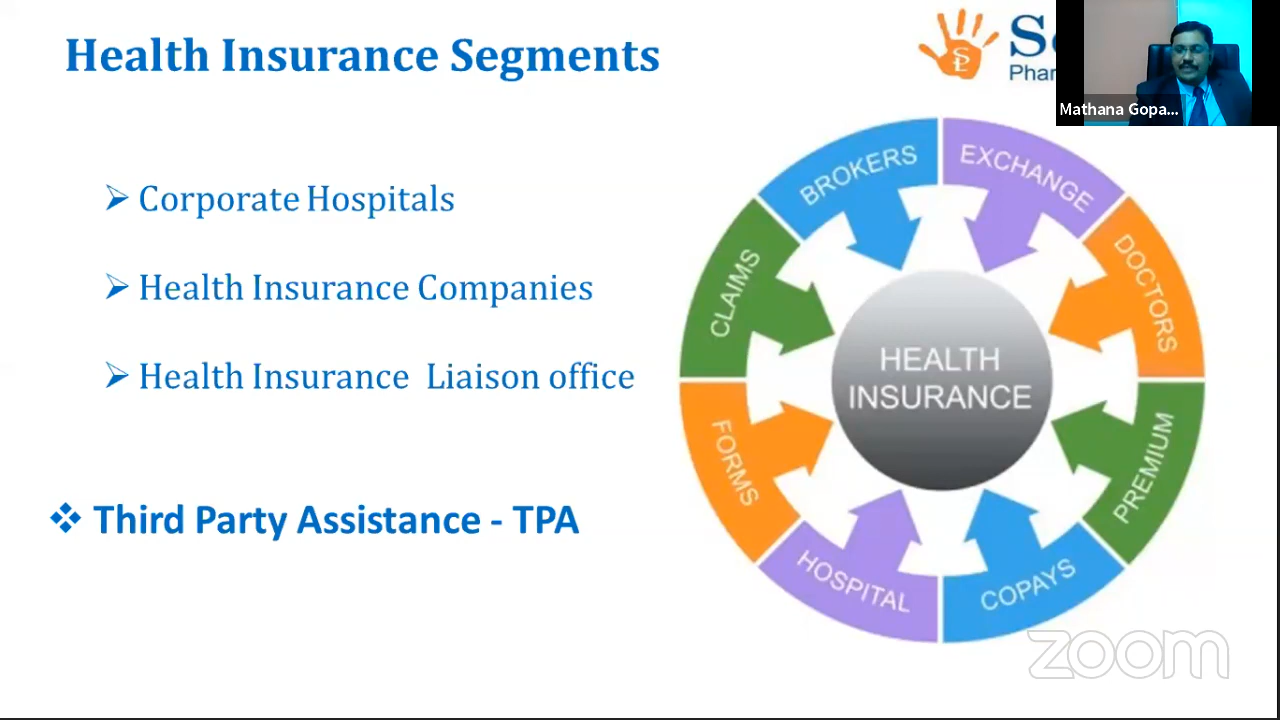 Health Insurance Segments
Mathana Gopa...
Corporate Hospitals
Health Insurance Companies
Health Insurance Liaison office
Third Party Assistance - TPA
BROKERS
EXCHANGE
CLAIMS
DOCTORS
HEALTH
INSURANCE
FORMS
PREMIUM
HOSPITAL
COPAYS
zoom